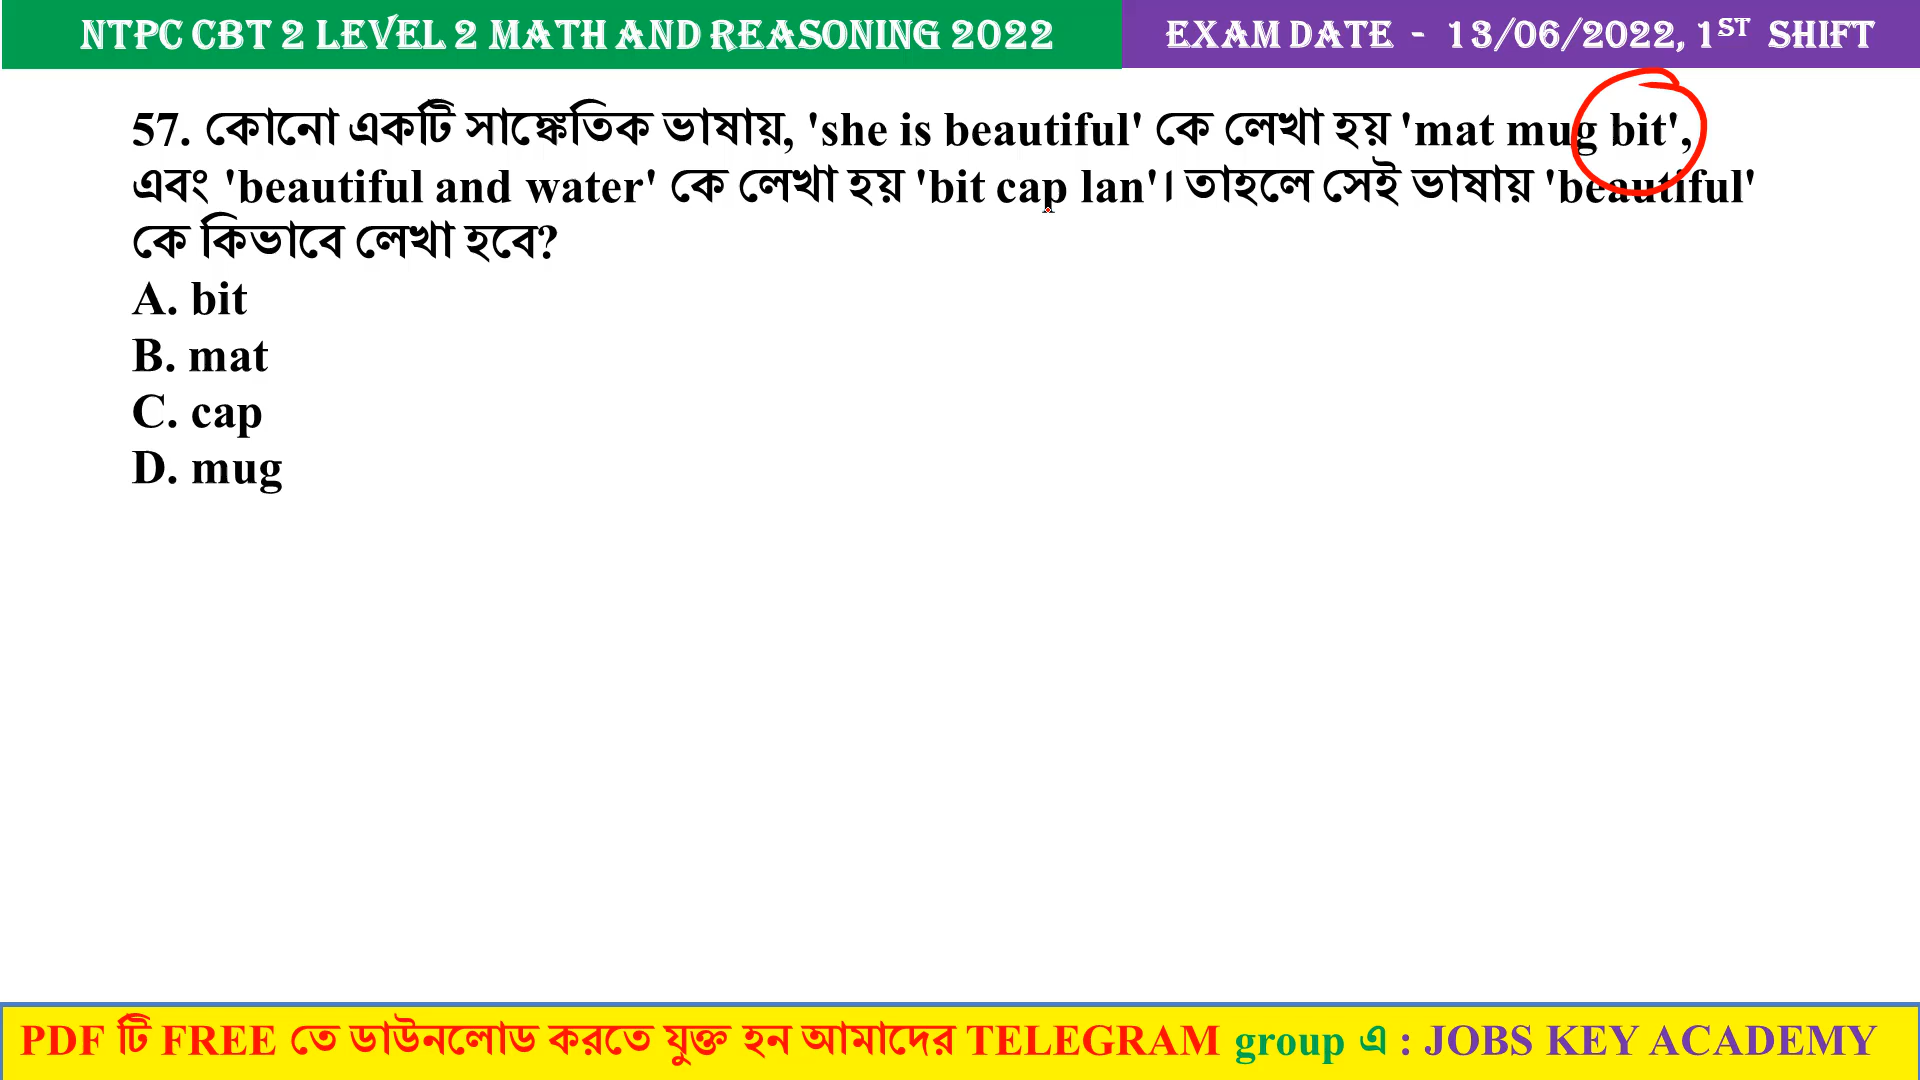 NTPC CBT 2 LEVEL 2 MATH AND REASONING 2022
EXAM DATE - 13/06/2022, 1ST SHIFT
57. কোনো একটি সাঙ্কেতিক ভাষায়, 'she is beautiful' কে লেখা হয় 'mat mug bit',
এবং 'beautiful and water' কে লেখা হয় 'bit cap lan'। তাহলে সেই ভাষায় 'beautiful'
কে কিভাবে লেখা হবে?
A. bit
B. mat
C. cap
D. mug
PDF টি FREE তে ডাউনলোড করতে যুক্ত হন আমাদের TELEGRAM group এ : JOBS KEY ACADEMY